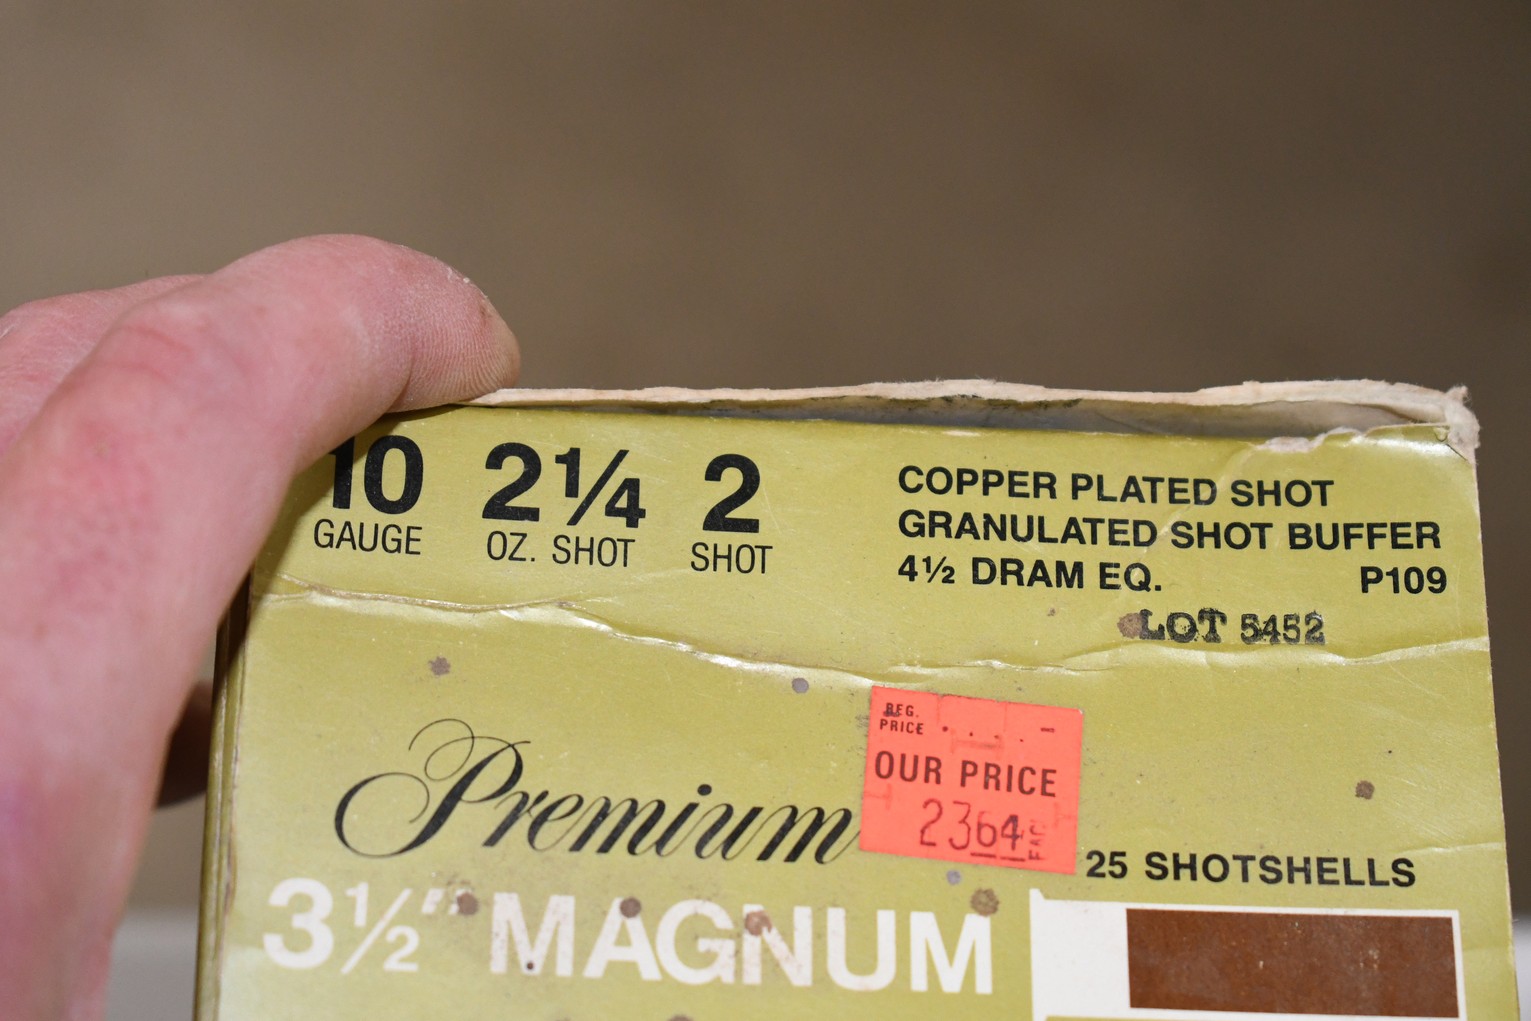 10 2¼ 2
GAUGE OZ. SHOT SHOT
COPPER PLATED SHOT
GRANULATED SHOT BUFFER
4½ DRAM EQ. P109
LOT 5452
REG.
PRICE
OUR PRICE
2364
Premium
25 SHOTSHELLS
3½" MAGNUM